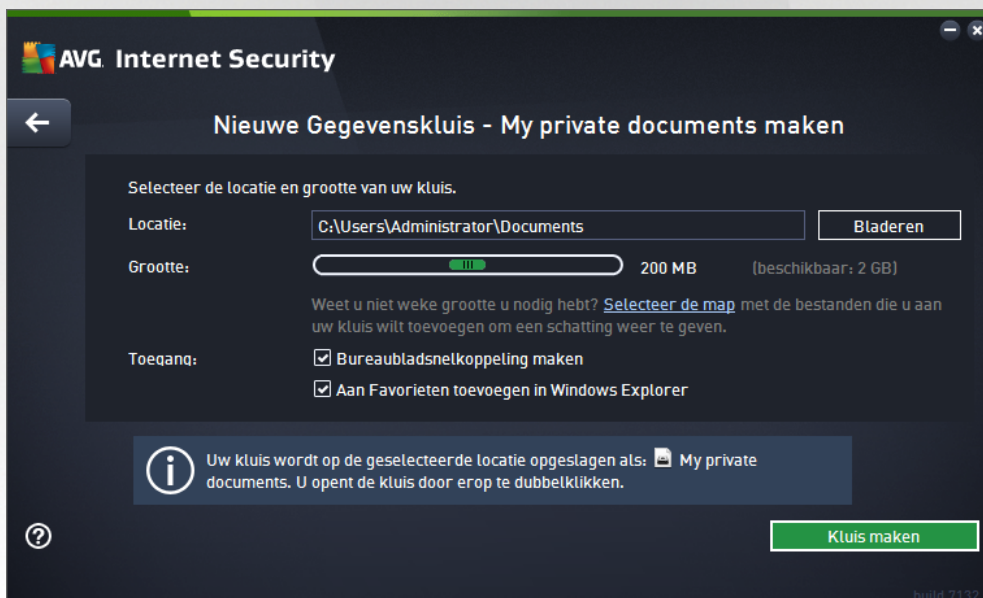 AVG. Internet Security
Nieuwe Gegevenskluis - My private documents maken
Selecteer de locatie en grootte van uw kluis.
Locatie:
C:\Users\Administrator\Documents
Bladeren
Grootte:
200 MB
(beschikbaar: 2 GB)
Weet u niet weke grootte u nodig hebt? Selecteer de map met de bestanden die u aan
uw kluis wilt toevoegen om een schatting weer te geven.
Toegang:
Bureaubladsnelkoppeling maken
Aan Favorieten toevoegen in Windows Explorer
Uw kluis wordt op de geselecteerde locatie opgeslagen als: My private
documents. U opent de kluis door erop te dubbelklikken.
Kluis maken
build 7132